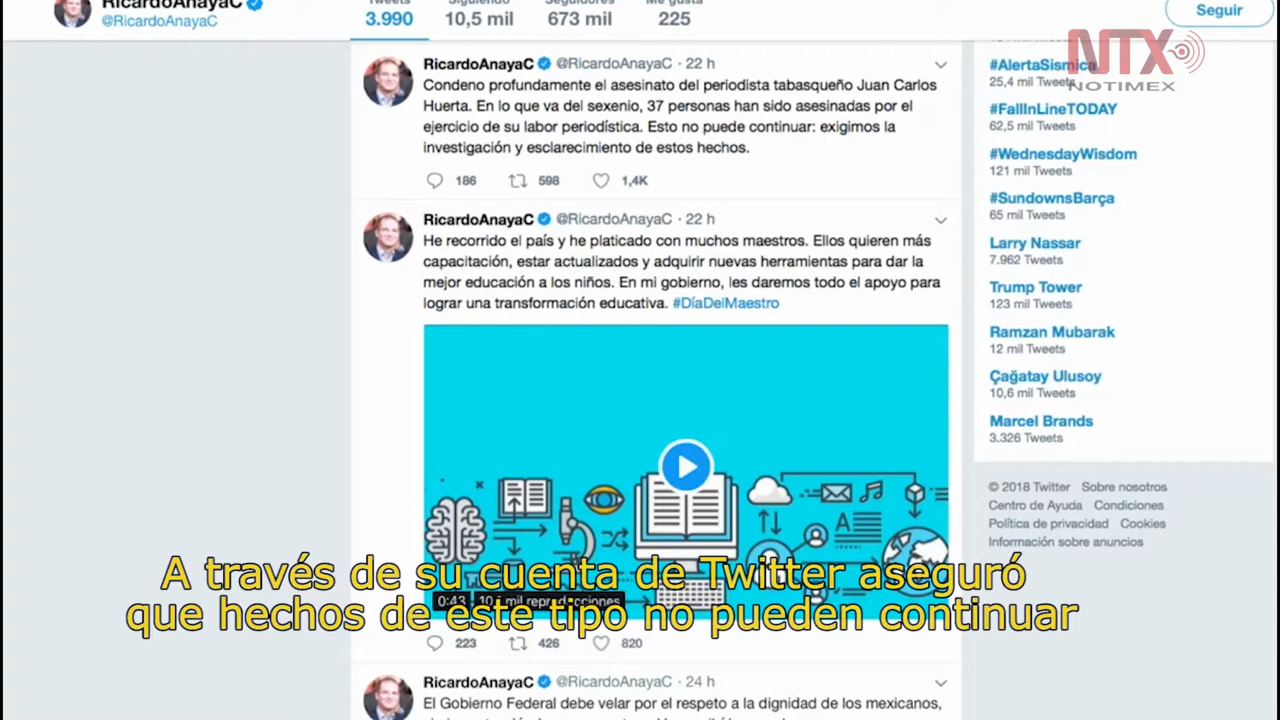 RicardoAnayaC
@RicardoAnayaC
Tweets
3.990
Siguiendo
10,5 mil
Seguidores
673 mil
Me gusta
225
Seguir
NTX
NOTIMEX
RicardoAnayaC @RicardoAnayaC · 22 h
Condeno profundamente el asesinato del periodista tabasqueño Juan Carlos
Huerta. En lo que va del sexenio, 37 personas han sido asesinadas por el
ejercicio de su labor periodística. Esto no puede continuar: exigimos la
investigación y esclarecimiento de estos hechos.
186 598 1,4K
RicardoAnayaC @RicardoAnayaC · 22 h
He recorrido el país y he platicado con muchos maestros. Ellos quieren más
capacitación, estar actualizados y adquirir nuevas herramientas para dar la
mejor educación a los niños. En mi gobierno, les daremos todo el apoyo para
lograr una transformación educativa. #DíaDelMaestro
A
0:43
A través de su cuenta de Twitter aseguró
que hechos de este tipo no pueden continuar
223 426 820
RicardoAnayaC @RicardoAnayaC · 24 h
El Gobierno Federal debe velar por el respeto a la dignidad de los mexicanos,
#AlertaSismica
25,4 mil Tweets
#FallInLineTODAY
62,5 mil Tweets
#WednesdayWisdom
121 mil Tweets
#SundownsBarça
65 mil Tweets
Larry Nassar
7.962 Tweets
Trump Tower
123 mil Tweets
Ramzan Mubarak
12 mil Tweets
Çağatay Ulusoy
10,6 mil Tweets
Marcel Brands
3.326 Tweets
© 2018 Twitter Sobre nosotros
Centro de Ayuda Condiciones
Política de privacidad Cookies
Información sobre anuncios